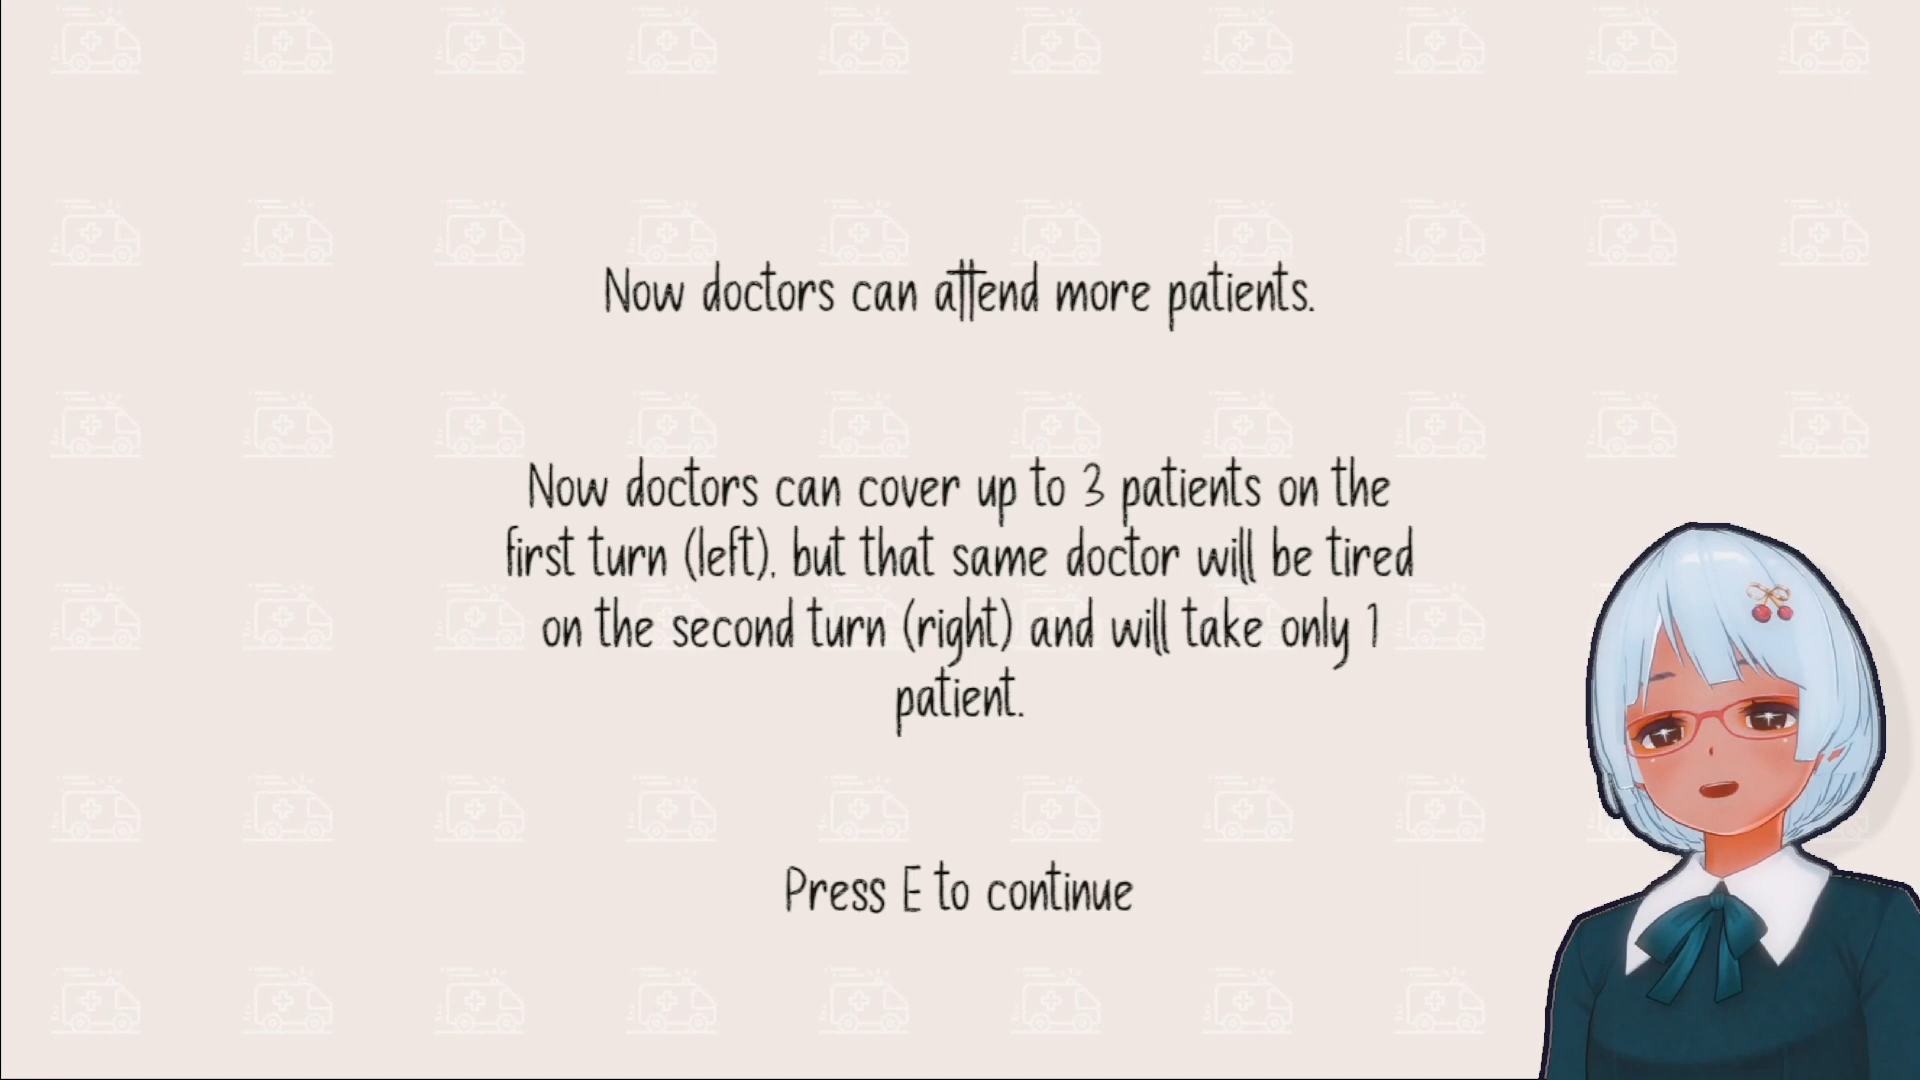 Now doctors can attend more patients.
Now doctors can cover up to 3 patients on the
first turn (left), but that same doctor will be tired
on the second turn (right) and will take only 1
patient.
Press E to continue